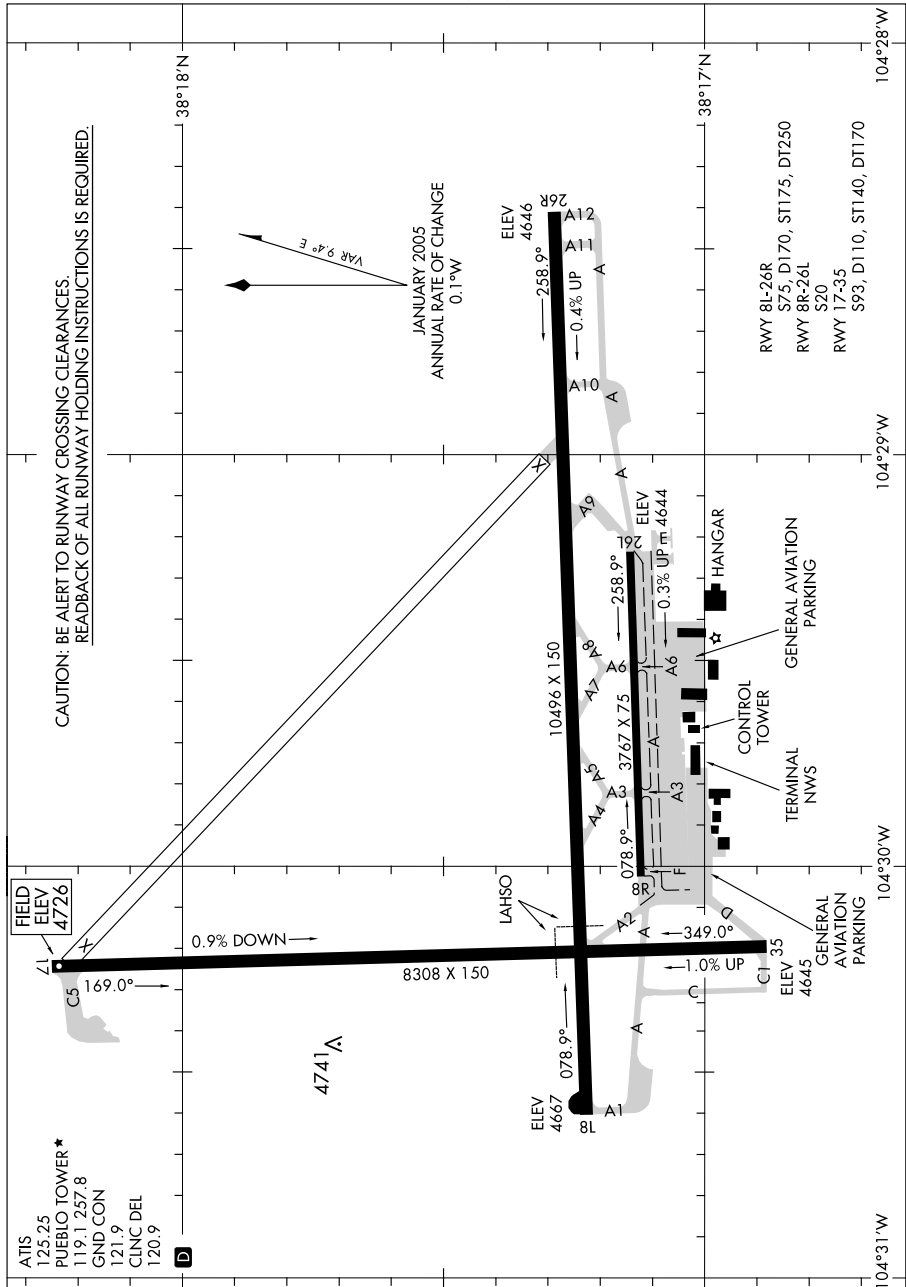 ATIS
125.25
PUEBLO TOWER★
119.1 257.8
GND CON
121.9
CLNC DEL
120.9
D
CAUTION: BE ALERT TO RUNWAY CROSSING CLEARANCES.
READBACK OF ALL RUNWAY HOLDING INSTRUCTIONS IS REQUIRED.
FIELD
ELEV
4726
17
X
C5
169.0°
0.9% DOWN
8308 X 150
4741
38°18'N
VAR 9.4° E
JANUARY 2005
ANNUAL RATE OF CHANGE
0.1°W
X
LAHSO
078.9°
ELEV
4667
8L
A1
10496 X 150
ELEV
4646
258.9°
0.4% UP
26R
A12
A11
A10
A
A
A
A9
A8
A7
A6
A5
A4
A3
A2
A
A
078.9°
8R
3767 X 75
258.9°
26L
ELEV
4644
0.3% UP
E
F
A
A3
A6
349.0°
1.0% UP
C
C1
35
ELEV
4645
D
GENERAL
AVIATION
PARKING
TERMINAL
NWS
CONTROL
TOWER
GENERAL AVIATION
PARKING
HANGAR
38°17'N
RWY 8L-26R
S75, D170, ST175, DT250
RWY 8R-26L
S20
RWY 17-35
S93, D110, ST140, DT170
104°31'W
104°30'W
104°29'W
104°28'W